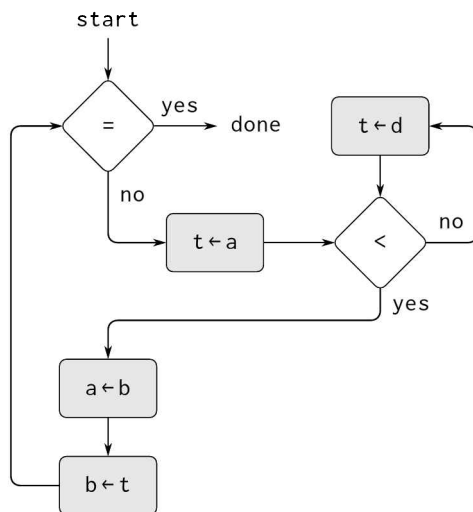 start
=
yes
done
t←d
no
t←a
<
no
yes
a←b
b←t